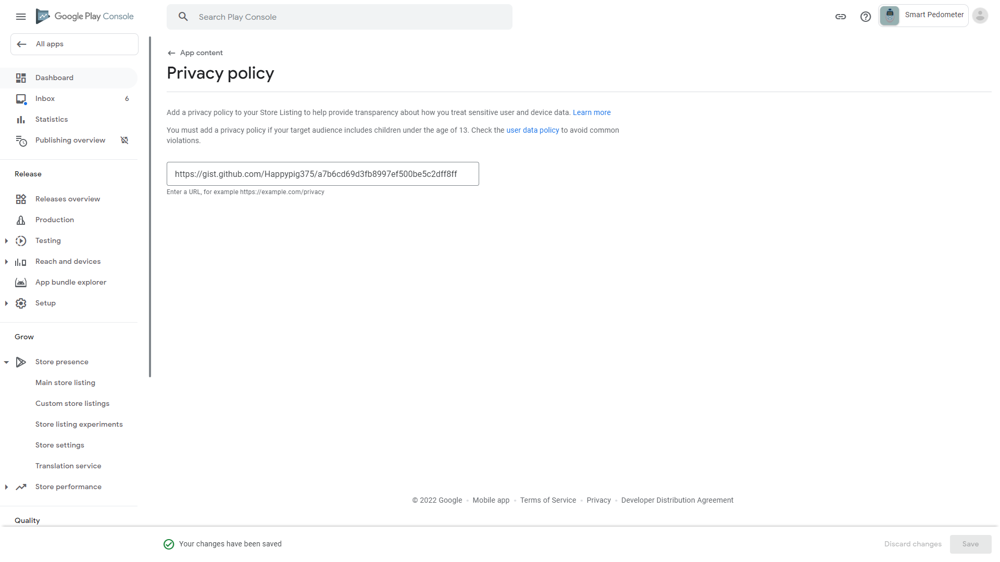 Google Play Console
Search Play Console
Smart Pedometer
All apps
Dashboard
Inbox 6
Statistics
Publishing overview
Release
Releases overview
Production
Testing
Reach and devices
App bundle explorer
Setup
Grow
Store presence
Main store listing
Custom store listings
Store listing experiments
Store settings
Translation service
Store performance
Quality
App content
Privacy policy
Add a privacy policy to your Store Listing to help provide transparency about how you treat sensitive user and device data. Learn more
You must add a privacy policy if your target audience includes children under the age of 13. Check the user data policy to avoid common
violations.
https://gist.github.com/Happypig375/a7b6cd69d3fb8997ef500be5c2dff8ff
Enter a URL, for example https://example.com/privacy
© 2022 Google • Mobile app • Terms of Service • Privacy • Developer Distribution Agreement
Your changes have been saved
Discard changes
Save